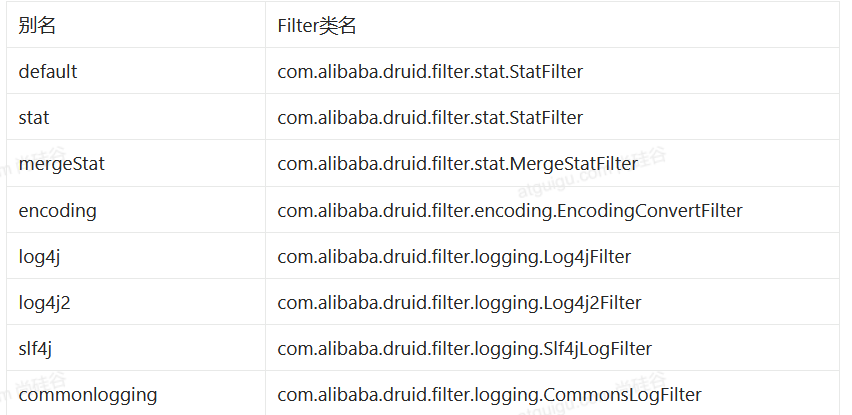 别名 Filter类名
default com.alibaba.druid.filter.stat.StatFilter
stat com.alibaba.druid.filter.stat.StatFilter
mergeStat com.alibaba.druid.filter.stat.MergeStatFilter
encoding com.alibaba.druid.filter.encoding.EncodingConvertFilter
log4j com.alibaba.druid.filter.logging.Log4jFilter
log4j2 com.alibaba.druid.filter.logging.Log4j2Filter
slf4j com.alibaba.druid.filter.logging.Slf4jLogFilter
commonlogging com.alibaba.druid.filter.logging.CommonsLogFilter